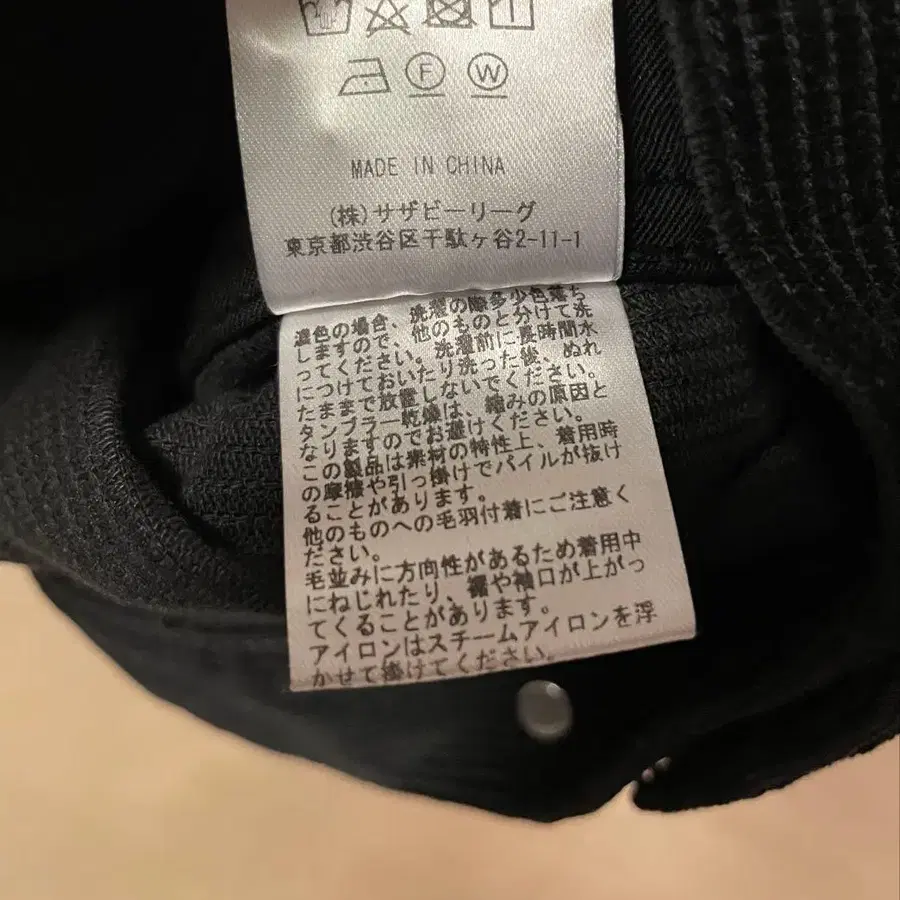 F W
MADE IN CHINA
(株)サザビーリーグ
東京都渋谷区千駄ヶ谷2-11-1
濃色の場合、洗濯の際多少色落ち
しますので、他のものと分けて洗
ってください。洗濯前に長時間水
につけておいたり洗った後、ぬれ
たままで放置しないでください。
タンブラー乾燥は、縮みの原因と
なりますのでお避けください。
この製品は素材の特性上、着用時
の摩擦や引っ掛けでパイルが抜け
ることがあります。
他のものへの毛羽付着にご注意く
ださい。
毛並みに方向性があるため着用中
にねじれたり、裾や袖口が上がっ
てくることがあります。
アイロンはスチームアイロンを浮
かせて掛けてください。